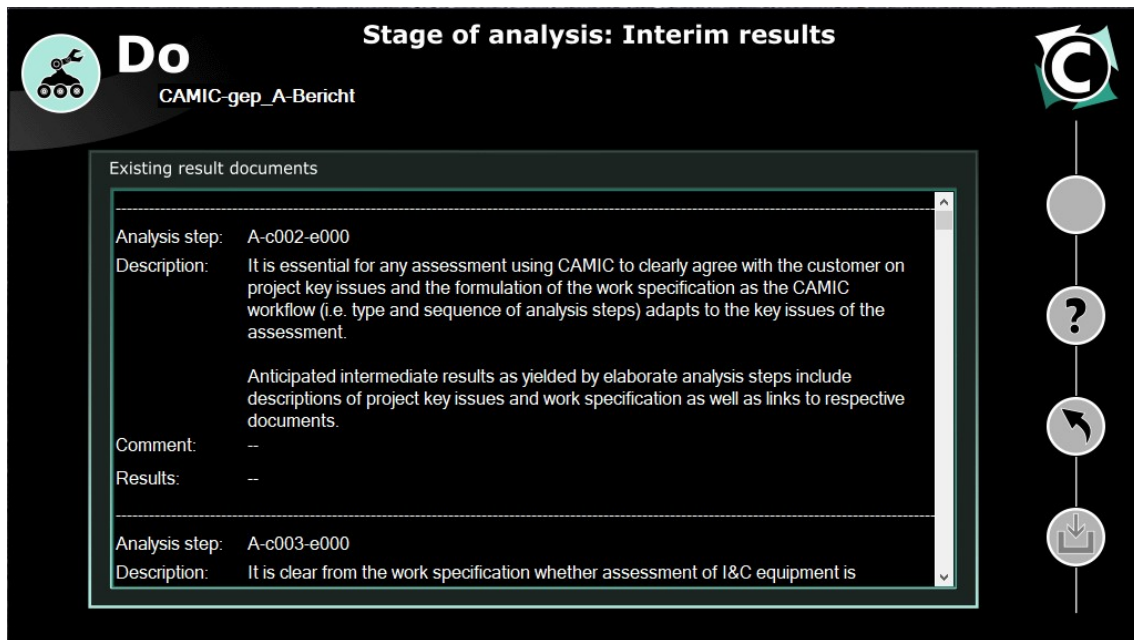 Stage of analysis: Interim results
Do
CAMIC-gep_A-Bericht
C
Existing result documents
Analysis step: A-c002-e000
Description: It is essential for any assessment using CAMIC to clearly agree with the customer on
project key issues and the formulation of the work specification as the CAMIC
workflow (i.e. type and sequence of analysis steps) adapts to the key issues of the
assessment.
Anticipated intermediate results as yielded by elaborate analysis steps include
descriptions of project key issues and work specification as well as links to respective
documents.
Comment: --
Results: --
Analysis step: A-c003-e000
Description: It is clear from the work specification whether assessment of I&C equipment is
?